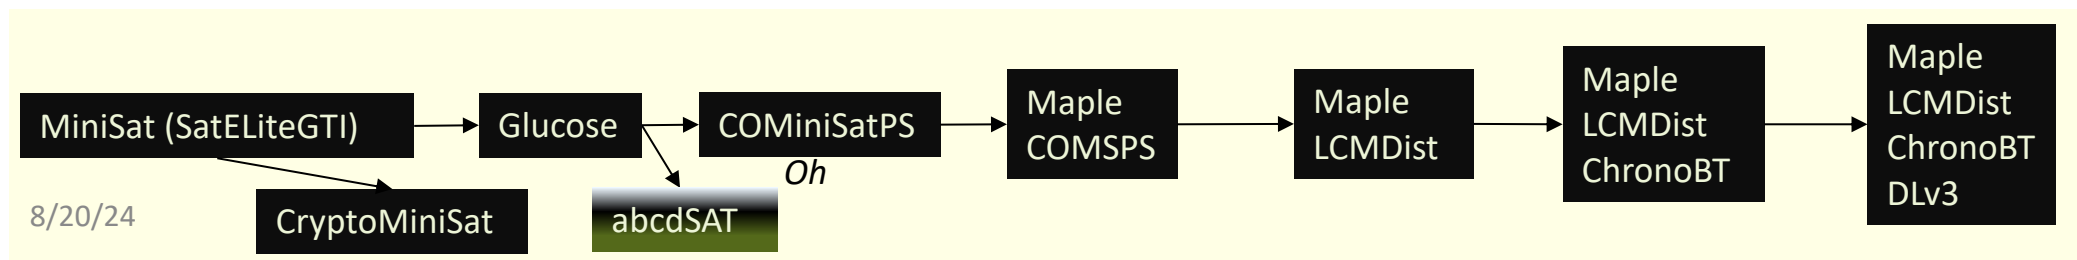 MiniSat (SatELiteGTI)
Glucose
COMiniSatPS
Oh
Maple
COMSPS
Maple
LCMDist
Maple
LCMDist
ChronoBT
Maple
LCMDist
ChronoBT
DLv3
CryptoMiniSat
abcdSAT
8/20/24